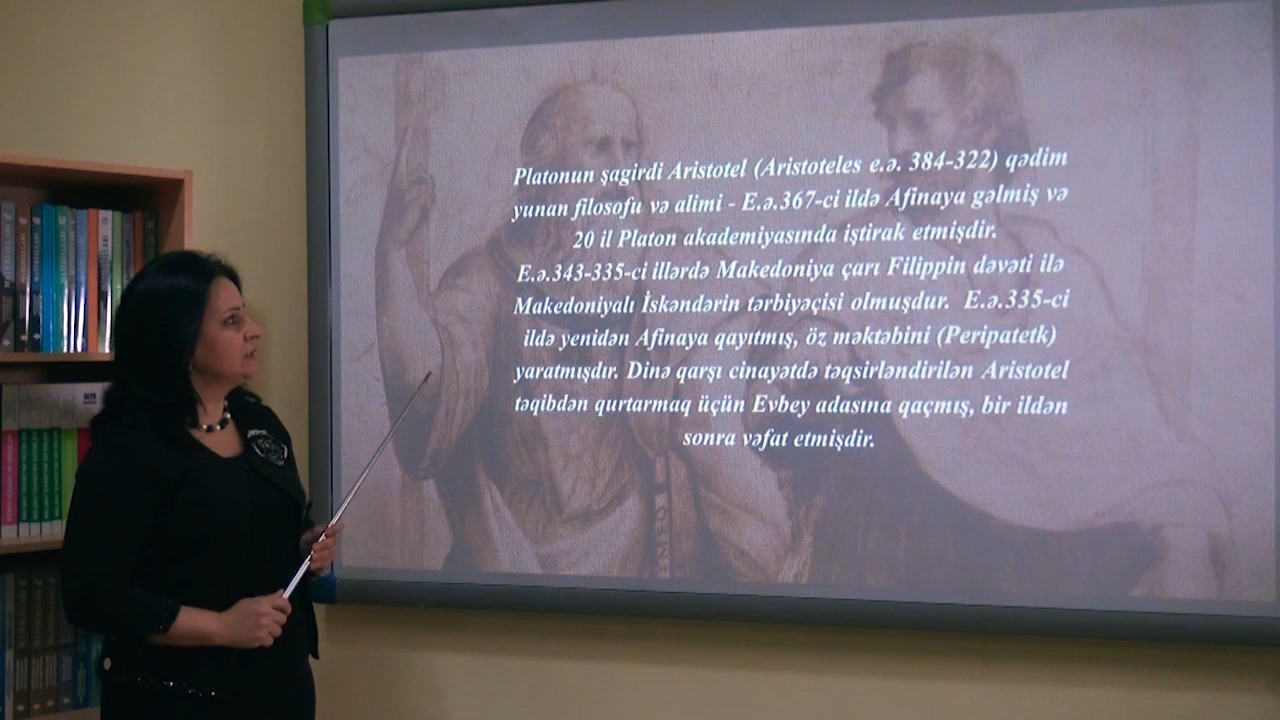 Platonun şagirdi Aristotel (Aristoteles e.ə. 384-322) qədim
yunan filosofu və alimi - E.ə.367-ci ildə Afinaya gəlmiş və
20 il Platon akademiyasında iştirak etmişdir.
E.ə.343-335-ci illərdə Makedoniya çarı Filippin dəvəti ilə
Makedoniyalı İskəndərin tərbiyəçisi olmuşdur. E.ə.335-ci
ildə yenidən Afinaya qayıtmış, öz məktəbini (Peripatetk)
yaratmışdır. Dinə qarşı cinayətdə təqsirləndirilən Aristotel
təqibdən qurtarmaq üçün Evbey adasına qaçmış, bir ildən
sonra vəfat etmişdir.